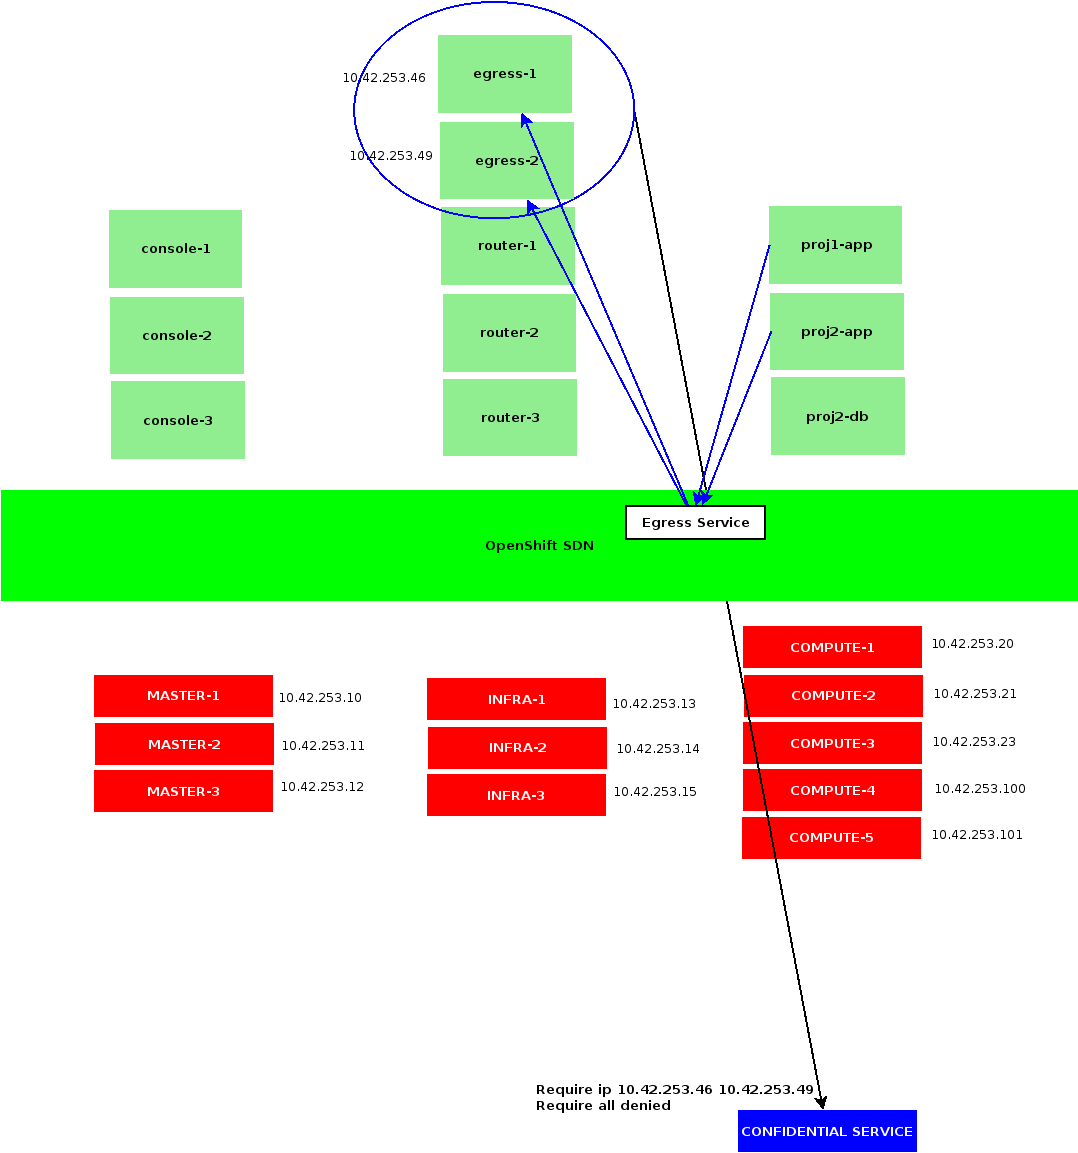 egress-1
10.42.253.46
egress-2
10.42.253.49
console-1
router-1
proj1-app
console-2
router-2
proj2-app
console-3
router-3
proj2-db
Egress Service
OpenShift SDN
COMPUTE-1
10.42.253.20
MASTER-1
10.42.253.10
INFRA-1
10.42.253.13
COMPUTE-2
10.42.253.21
MASTER-2
10.42.253.11
INFRA-2
10.42.253.14
COMPUTE-3
10.42.253.23
MASTER-3
10.42.253.12
INFRA-3
10.42.253.15
COMPUTE-4
10.42.253.100
COMPUTE-5
10.42.253.101
Require ip 10.42.253.46 10.42.253.49
Require all denied
CONFIDENTIAL SERVICE